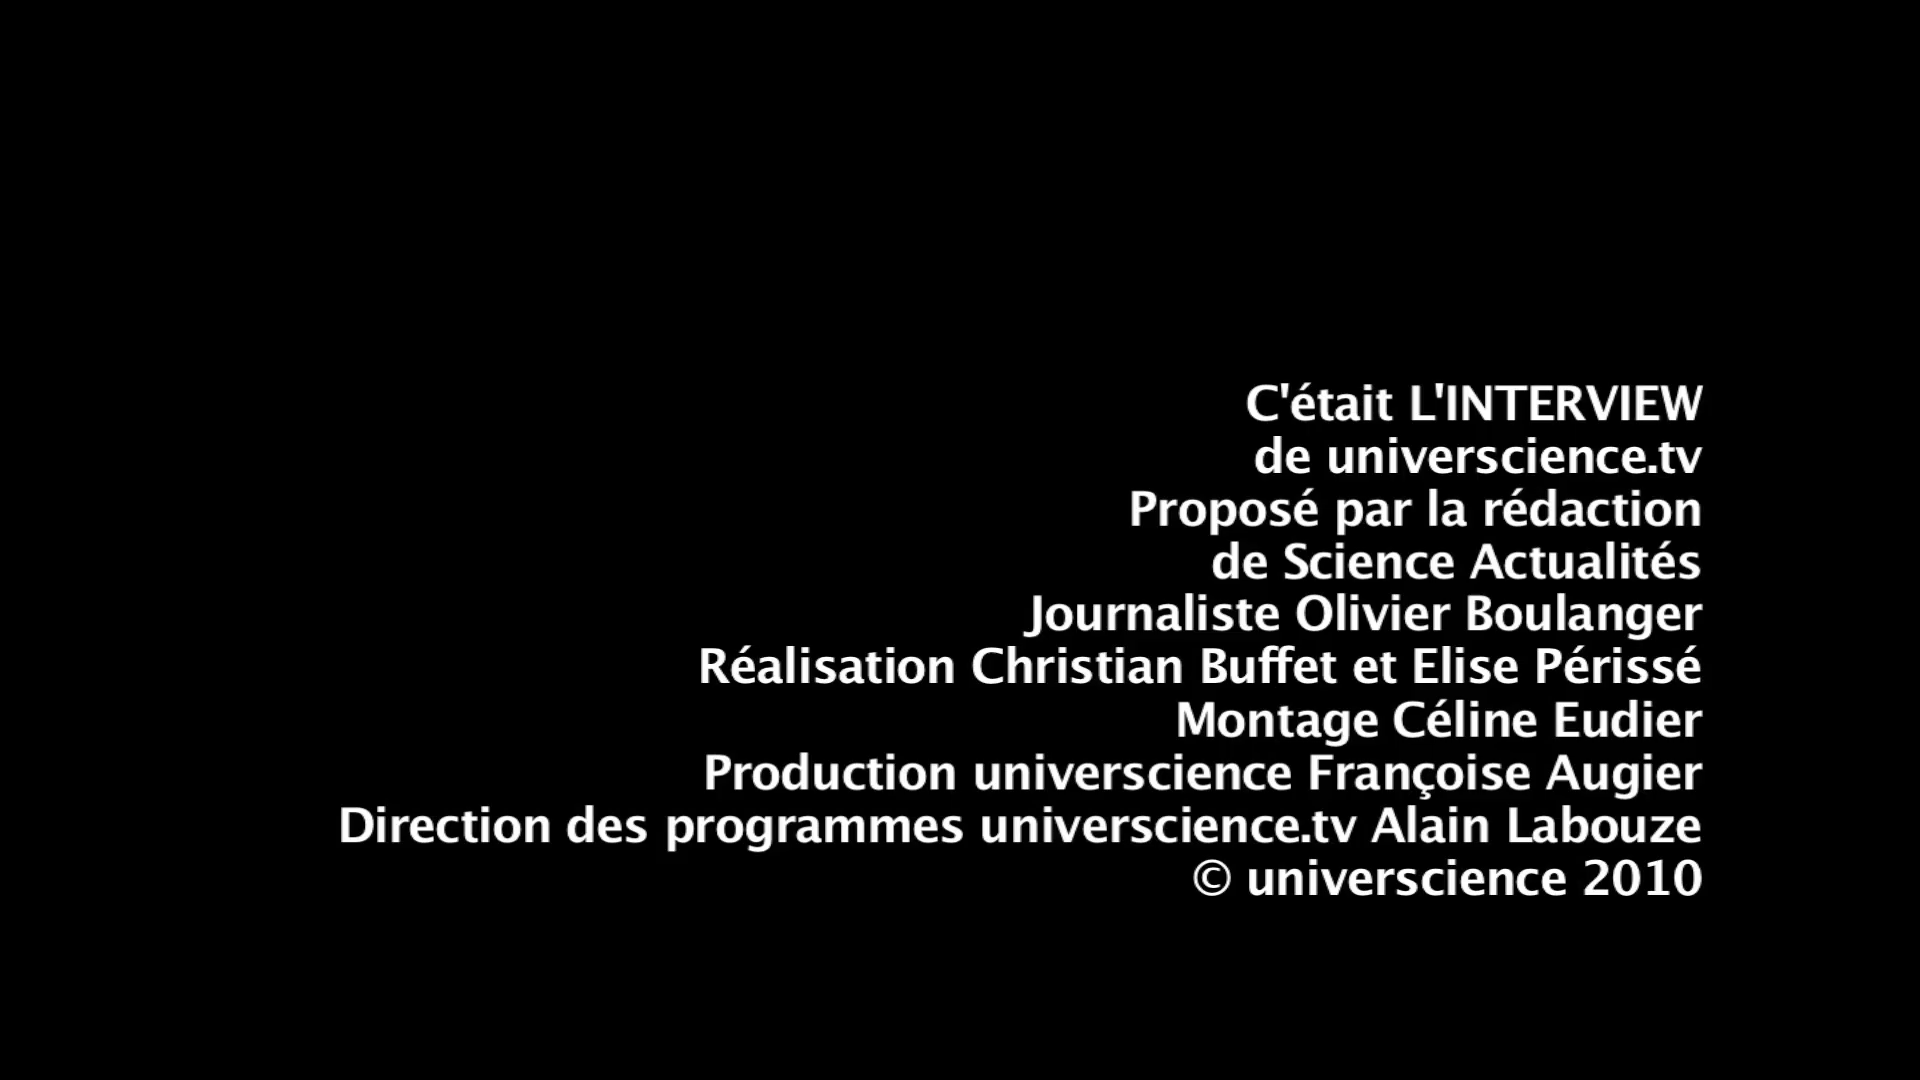 C'était L'INTERVIEW
de universcience.tv
Proposé par la rédaction
de Science Actualités
Journaliste Olivier Boulanger
Réalisation Christian Buffet et Elise Périssé
Montage Céline Eudier
Production universcience Françoise Augier
Direction des programmes universcience.tv Alain Labouze
© universcience 2010